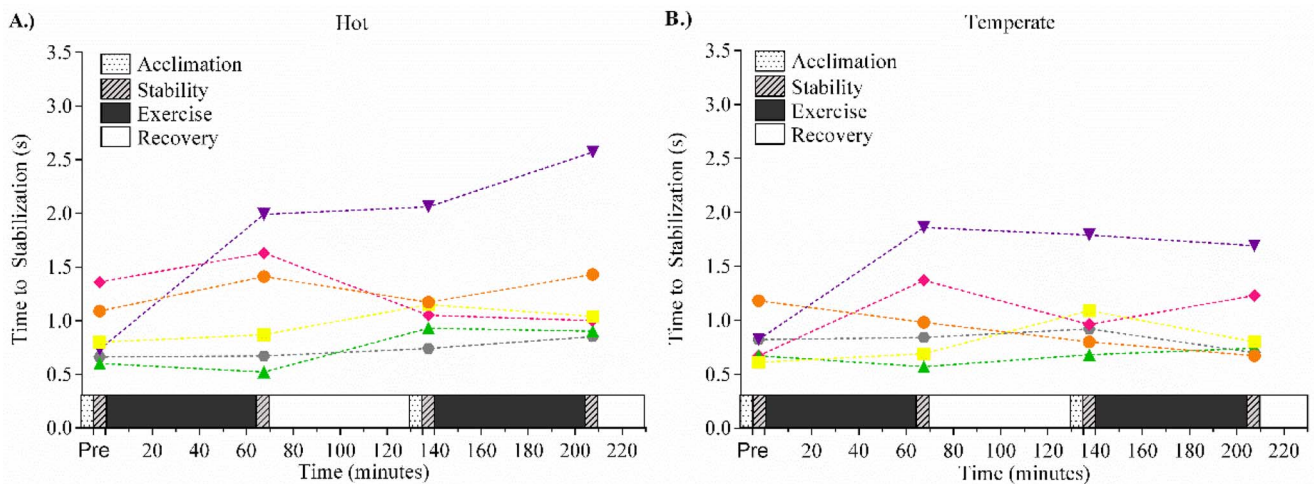 A.)
Hot
3.5
3.0
2.5
2.0
1.5
1.0
0.5
0.0
Time to Stabilization (s)
Acclimation
Stability
Exercise
Recovery
Pre 20 40 60 80 100 120 140 160 180 200 220
Time (minutes)
B.)
Temperate
3.5
3.0
2.5
2.0
1.5
1.0
0.5
0.0
Time to Stabilization (s)
Acclimation
Stability
Exercise
Recovery
Pre 20 40 60 80 100 120 140 160 180 200 220
Time (minutes)